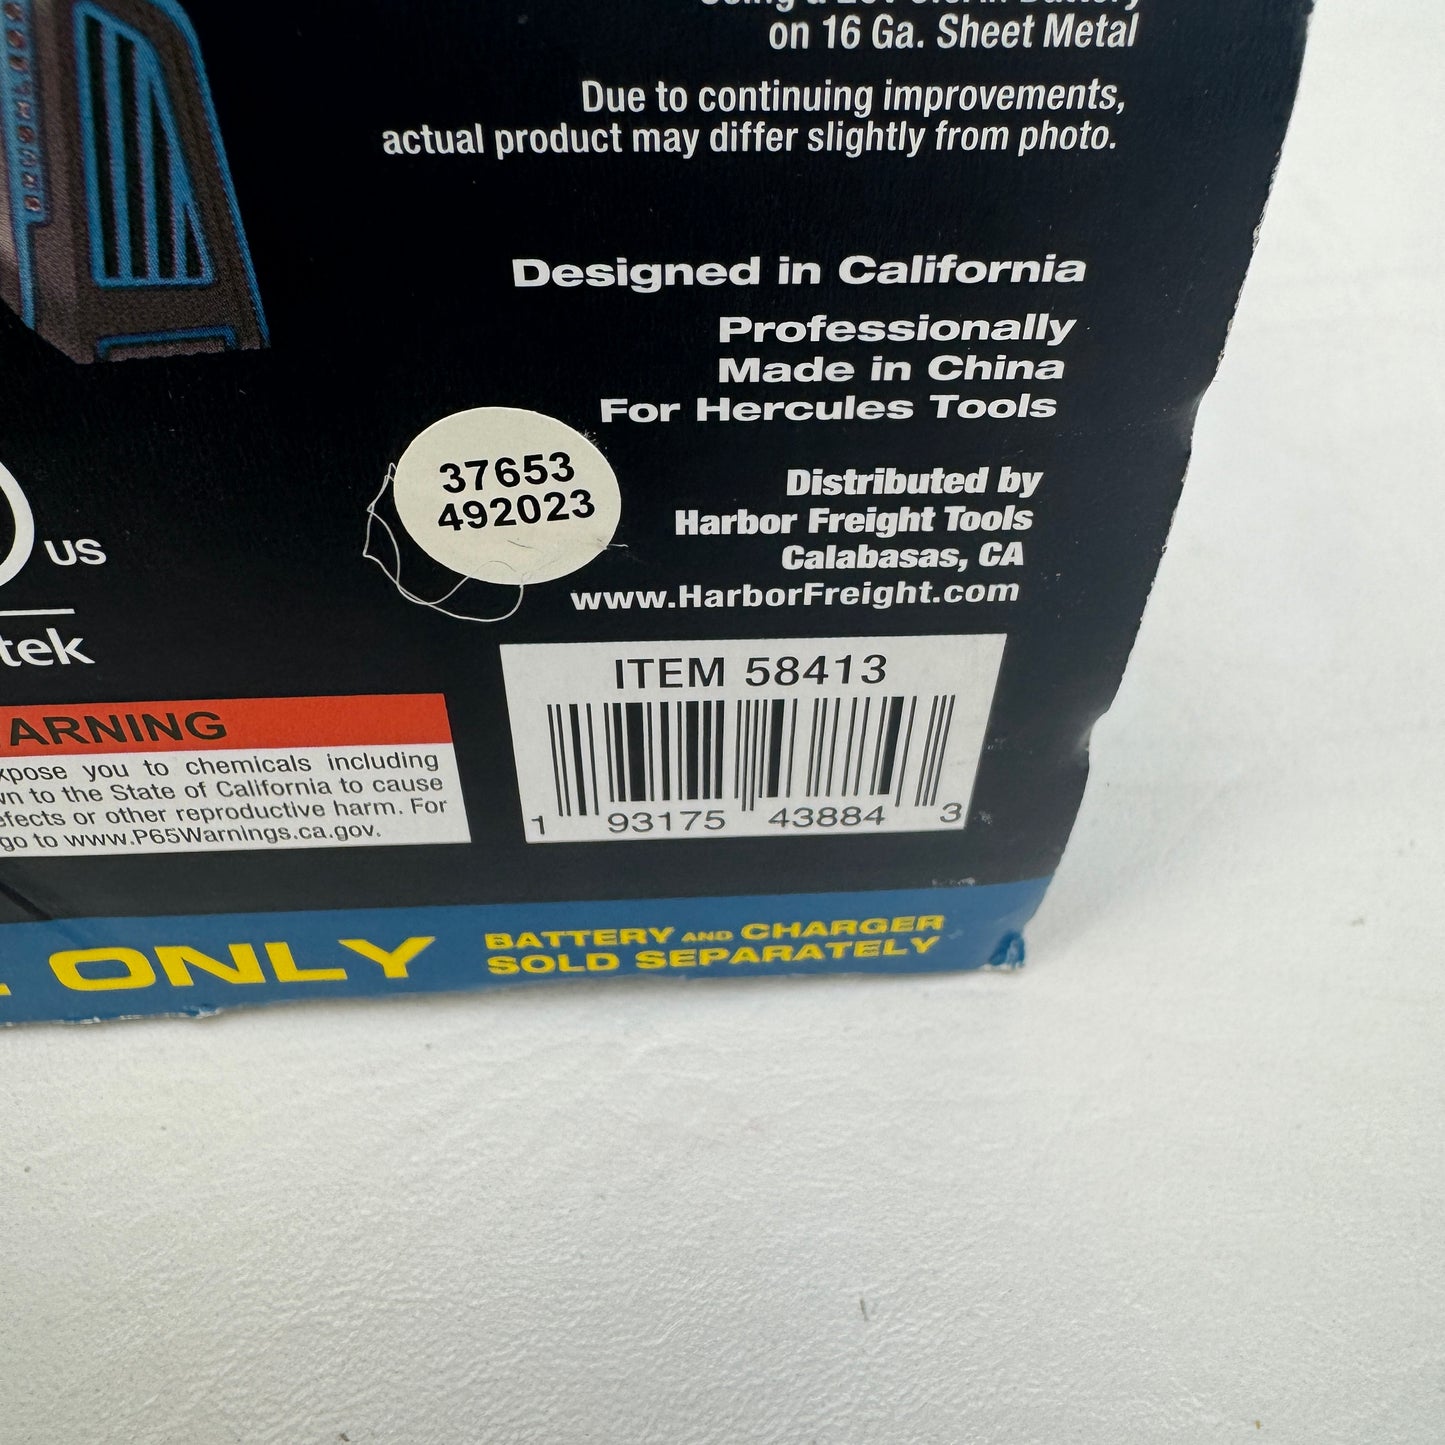 on 16 Ga. Sheet Metal
Due to continuing improvements,
actual product may differ slightly from photo.
Designed in California
Professionally
Made in China
For Hercules Tools
37653
492023
Distributed by
Harbor Freight Tools
Calabasas, CA
www.HarborFreight.com
US
tek
ITEM 58413
1 93175 43884 3
ARNING
xpose you to chemicals including
wn to the State of California to cause
efects or other reproductive harm. For
go to www.P65Warnings.ca.gov.
ONLY
BATTERY AND CHARGER
SOLD SEPARATELY